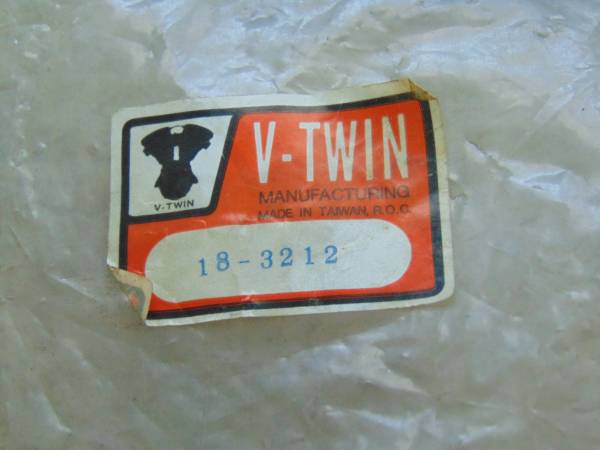 V-TWIN
V-TWIN
MANUFACTURING
MADE IN TAIWAN, R.O.C.
18-3212